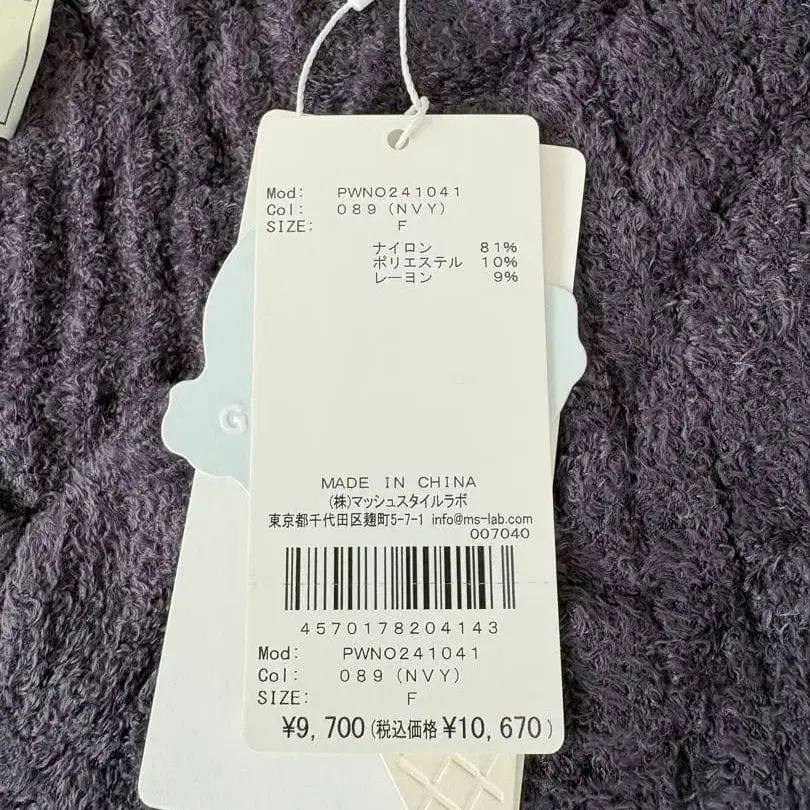 Mod: PWNO241041
Col: 089 (NVY)
SIZE: F
ナイロン 81%
ポリエステル 10%
レーヨン 9%
G
MADE IN CHINA
(株)マッシュスタイルラボ
東京都千代田区麹町5-7-1 info@ms-lab.com
007040
4570178204143
Mod: PWNO241041
Col: 089 (NVY)
SIZE: F
¥9,700(税込価格 ¥10,670)